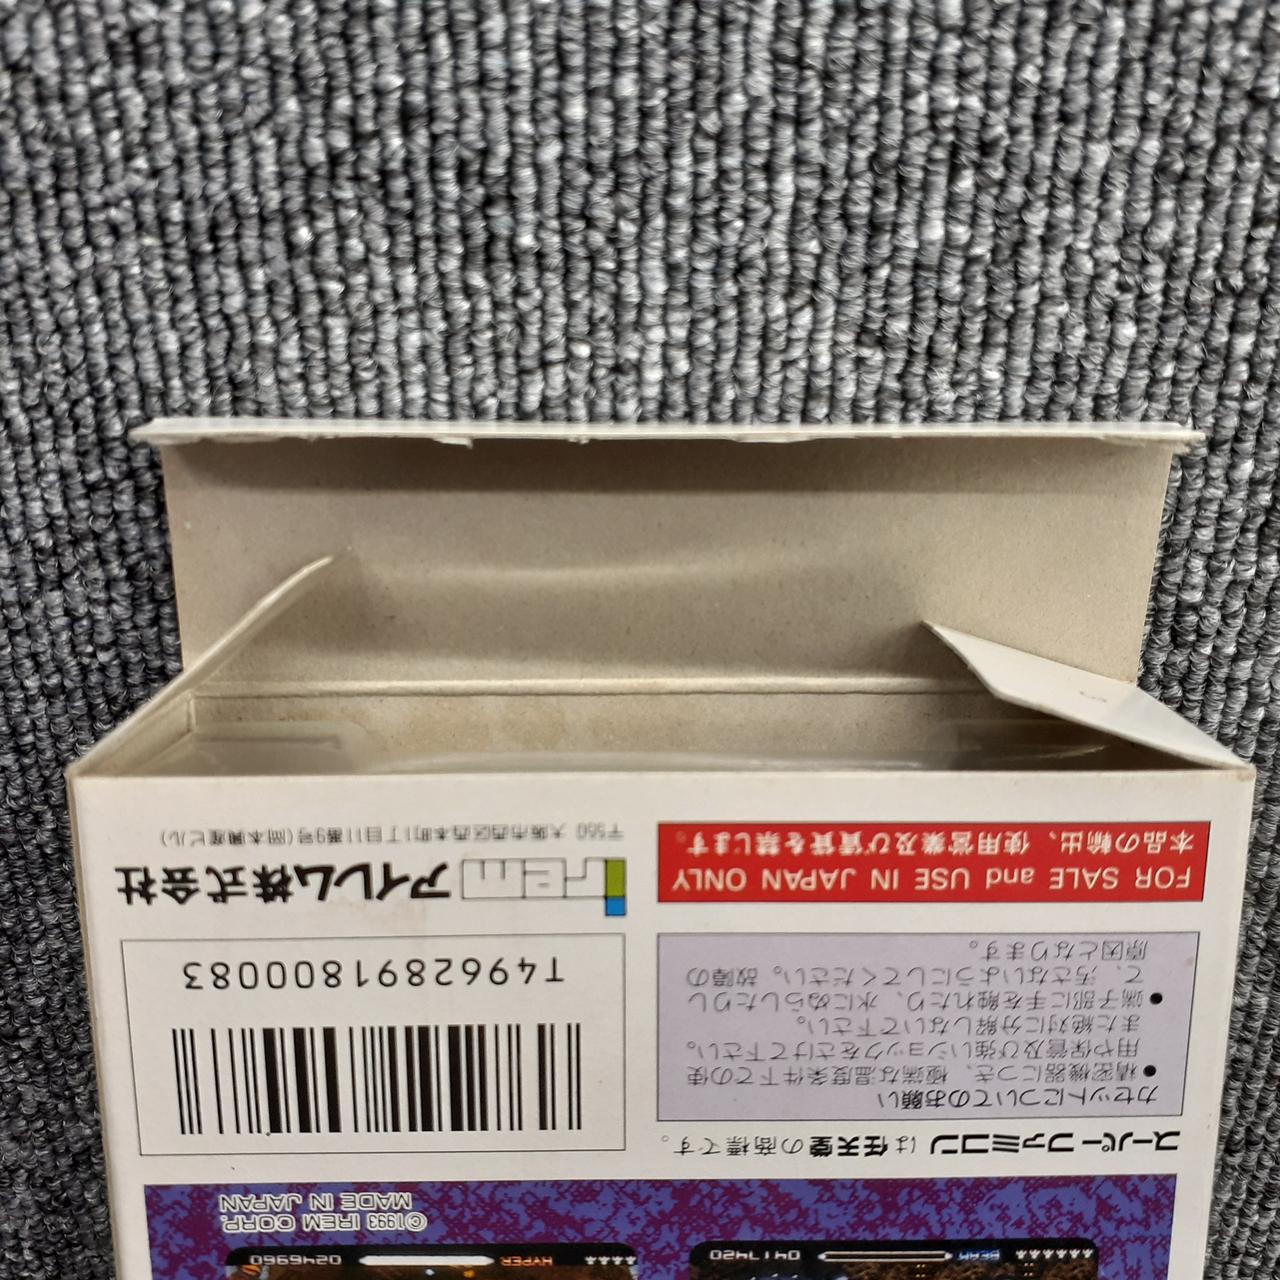 ©1993 IREM CORP.
MADE IN JAPAN
0417420
BEAM
HYPER
0246960
スーパーファミコンは任天堂の商標です。
カセットについてのお願い
●精密機器につき、極端な温度条件下での使
用や保管及び強いショックをさけて下さい。
また絶対に分解しないで下さい。
●端子部に手を触れたり、水にぬらしたりし
て、汚さないようにしてください。故障の
原因となります。
T4962891800083
FOR SALE and USE IN JAPAN ONLY
本品の輸出、使用営業及び賃貸を禁じます。
irem アイレム株式会社
〒550 大阪市西区西本町1丁目11番9号(岡本興産ビル)